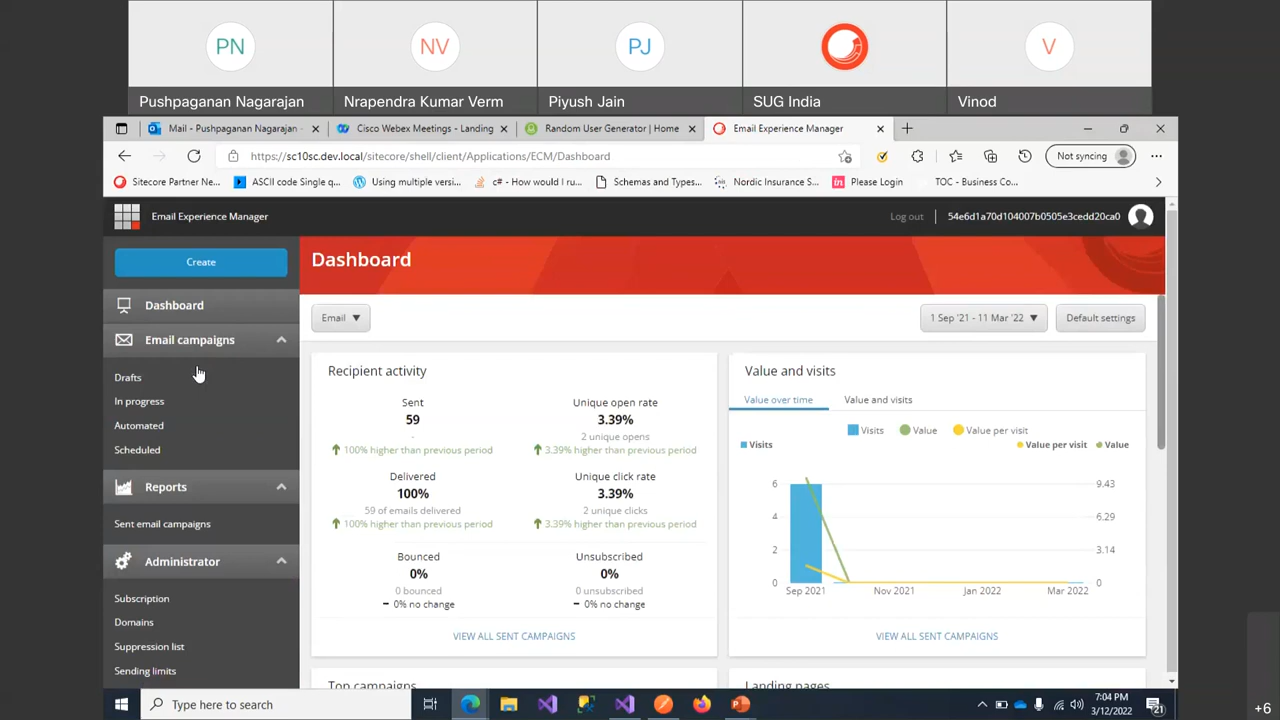 PN
NV
PJ
V
Pushpaganan Nagarajan
Nrapendra Kumar Verm
Piyush Jain
SUG India
Vinod
Mail - Pushpaganan Nagarajan -
Cisco Webex Meetings - Landing
Random User Generator | Home
Email Experience Manager
https://sc10sc.dev.local/sitecore/shell/client/Applications/ECM/Dashboard
Not syncing
Sitecore Partner Ne...
ASCII code Single q...
Using multiple versi...
c# - How would I ru...
Schemas and Types...
Nordic Insurance S...
Please Login
TOC - Business Co...
Email Experience Manager
Log out
54e6d1a70d104007b0505e3cedd20ca0
Create
Dashboard
Email campaigns
Drafts
In progress
Automated
Scheduled
Reports
Sent email campaigns
Administrator
Subscription
Domains
Suppression list
Sending limits
Dashboard
Email
1 Sep '21 - 11 Mar '22
Default settings
Recipient activity
Sent
59
-
100% higher than previous period
Unique open rate
3.39%
2 unique opens
3.39% higher than previous period
Delivered
100%
59 of emails delivered
100% higher than previous period
Unique click rate
3.39%
2 unique clicks
3.39% higher than previous period
Bounced
0%
0 bounced
0% no change
Unsubscribed
0%
0 unsubscribed
0% no change
VIEW ALL SENT CAMPAIGNS
Value and visits
Value over time
Value and visits
Visits
Value
Value per visit
Visits
Value per visit
Value
6
4
2
0
9.43
6.29
3.14
0
Sep 2021
Nov 2021
Jan 2022
Mar 2022
VIEW ALL SENT CAMPAIGNS
Top campaigns
Landing pages
Type here to search
7:04 PM
3/12/2022
21
+6